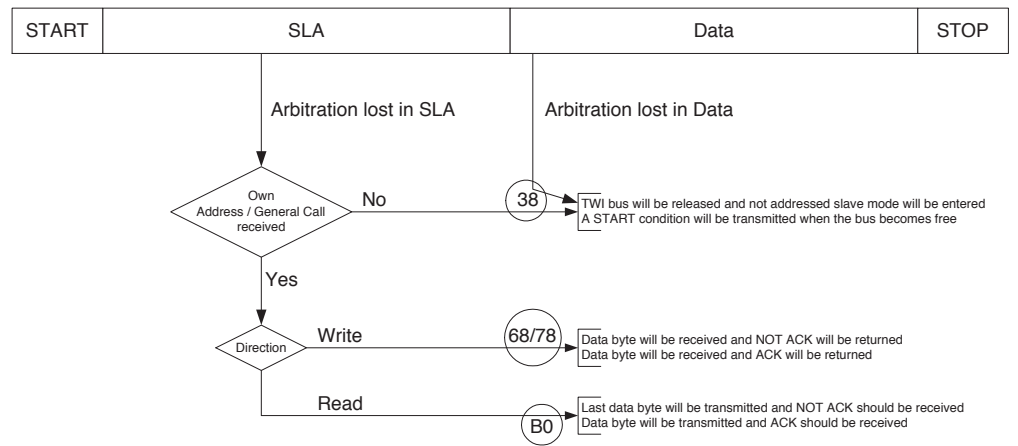 START SLA Data STOP
Arbitration lost in SLA Arbitration lost in Data
Own
Address / General Call
received
No
38
TWI bus will be released and not addressed slave mode will be entered
A START condition will be transmitted when the bus becomes free
Yes
Direction
Write
68/78
Data byte will be received and NOT ACK will be returned
Data byte will be received and ACK will be returned
Read
B0
Last data byte will be transmitted and NOT ACK should be received
Data byte will be transmitted and ACK should be received